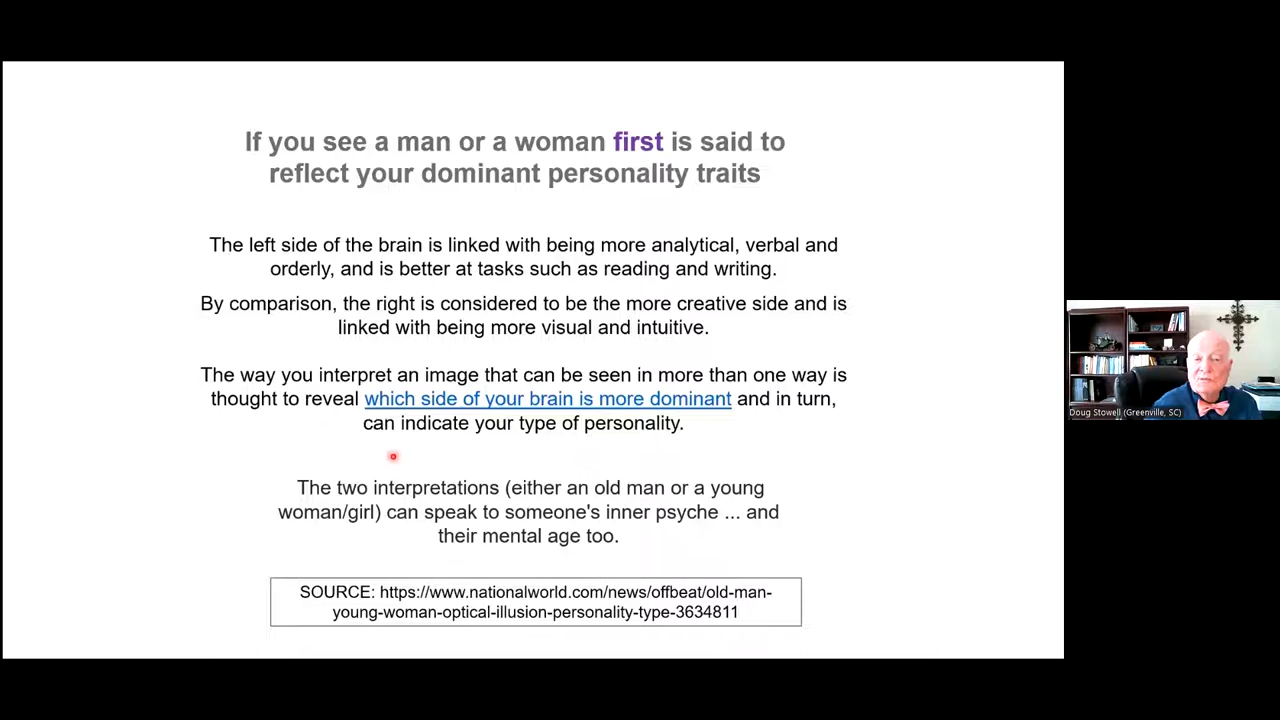 If you see a man or a woman first is said to
reflect your dominant personality traits
The left side of the brain is linked with being more analytical, verbal and
orderly, and is better at tasks such as reading and writing.
By comparison, the right is considered to be the more creative side and is
linked with being more visual and intuitive.
The way you interpret an image that can be seen in more than one way is
thought to reveal which side of your brain is more dominant and in turn,
can indicate your type of personality.
The two interpretations (either an old man or a young
woman/girl) can speak to someone's inner psyche ... and
their mental age too.
SOURCE: https://www.nationalworld.com/news/offbeat/old-man-
young-woman-optical-illusion-personality-type-3634811
Doug Stowell (Greenville, SC)